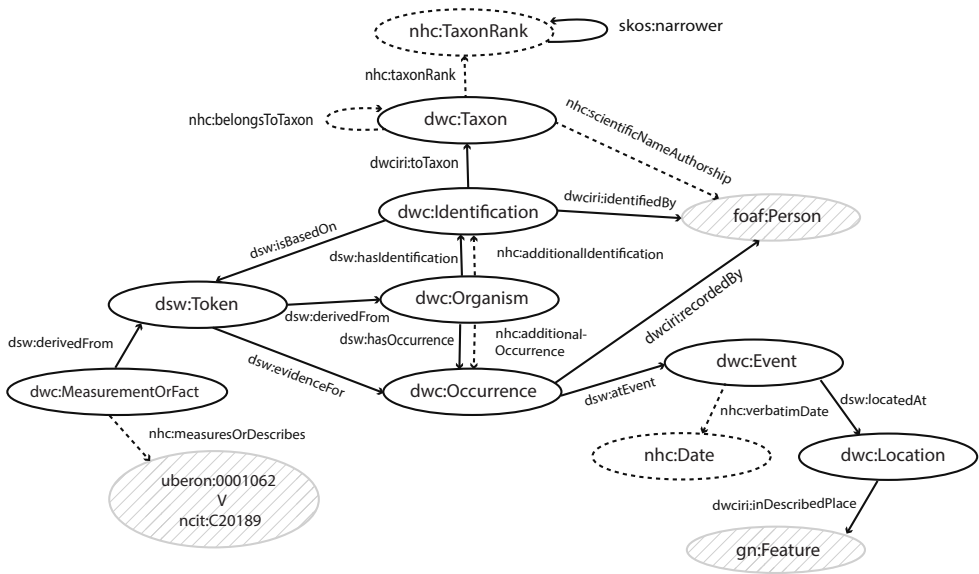 nhc:TaxonRank
skos:narrower
nhc:taxonRank
nhc:belongsToTaxon
dwc:Taxon
nhc:scientificNameAuthorship
dwciri:toTaxon
dwc:Identification
dwciri:identifiedBy
foaf:Person
dsw:isBasedOn
dsw:hasIdentification
nhc:additionalIdentification
dsw:Token
dsw:derivedFrom
dwc:Organism
dwciri:recordedBy
dsw:derivedFrom
dsw:hasOccurrence
nhc:additional-
Occurrence
dsw:evidenceFor
dwc:MeasurementOrFact
dwc:Occurrence
dsw:atEvent
dwc:Event
nhc:verbatimDate
dsw:locatedAt
nhc:measuresOrDescribes
nhc:Date
dwc:Location
uberon:0001062
V
ncit:C20189
dwciri:inDescribedPlace
gn:Feature